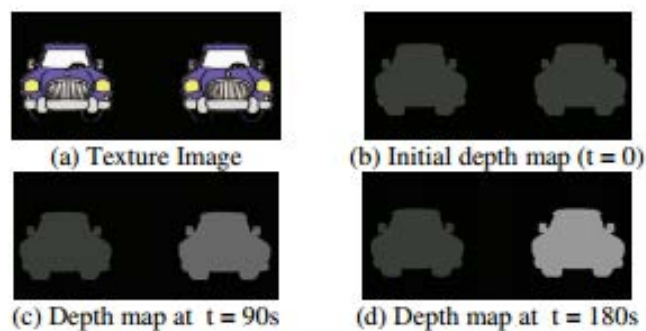 (a) Texture Image
(b) Initial depth map (t = 0)
(c) Depth map at t = 90s
(d) Depth map at t = 180s